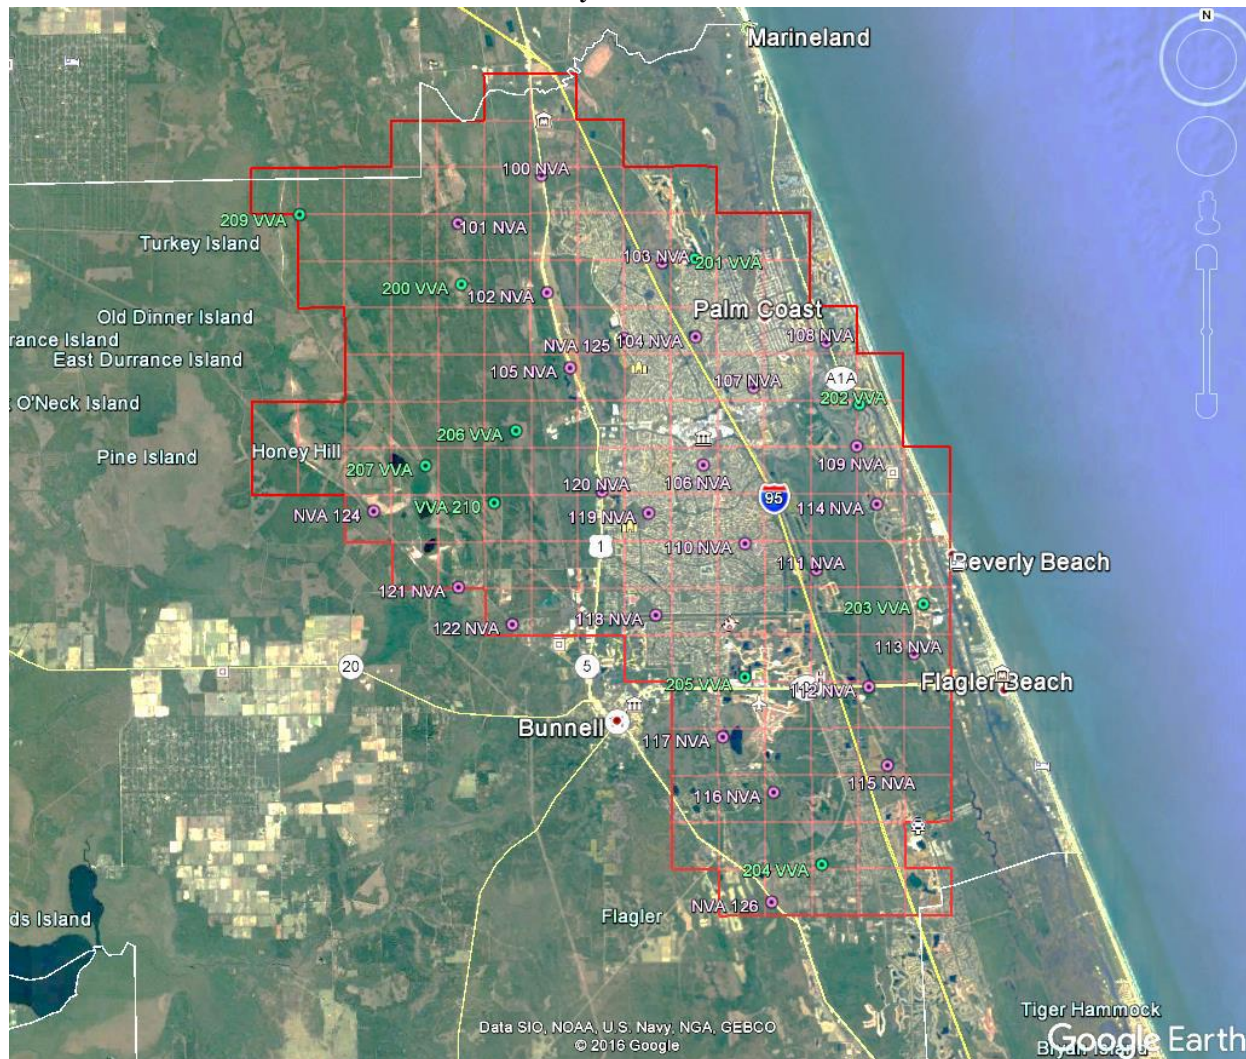 Marineland
N
100 NVA
209 VVA
101 NVA
Turkey Island
103 NVA
201 VVA
200 VVA
102 NVA
Old Dinner Island
Palm Coast
rance Island
NVA 125
104 NVA
108 NVA
East Durrance Island
105 NVA
107 NVA
A1A
O'Neck Island
202 VVA
206 VVA
Pine Island
Honey Hill
207 VVA
109 NVA
106 NVA
120 NVA
95
NVA 124
VVA 210
119 NVA
114 NVA
1
110 NVA
111 NVA
Beverly Beach
121 NVA
203 VVA
122 NVA
118 NVA
113 NVA
20
5
205 VVA
112 NVA
Flagler Beach
Bunnell
117 NVA
115 NVA
116 NVA
204 VVA
NVA 126
ds Island
Flagler
Tiger Hammock
Data SIO, NOAA, U.S. Navy, NGA, GEBCO
© 2016 Google
Google Earth
Bryan Island